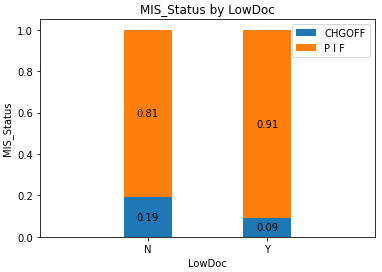 MIS_Status by LowDoc
1.0
0.8
0.6
0.4
0.2
0.0
MIS_Status
CHGOFF
P I F
0.81
0.91
0.19
0.09
N
Y
LowDoc